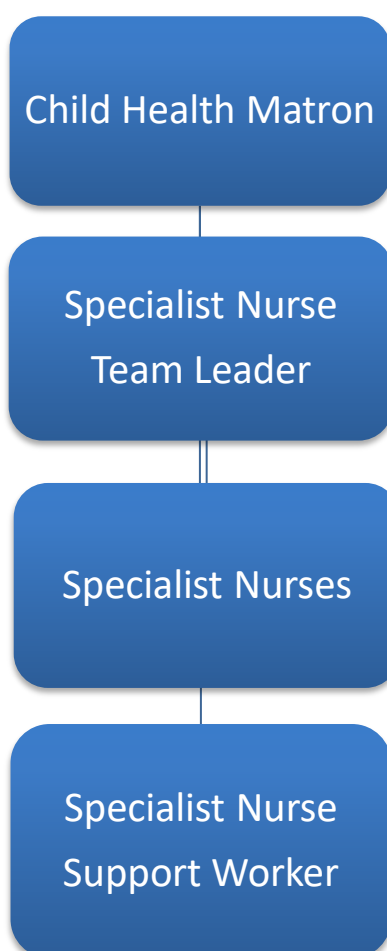 Child Health Matron
Specialist Nurse
Team Leader
Specialist Nurses
Specialist Nurse
Support Worker